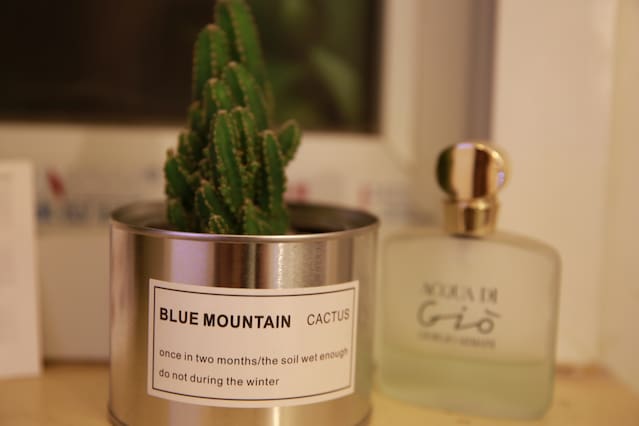 BLUE MOUNTAIN CACTUS
once in two months/the soil wet enough
do not during the winter
ACQUA DI
Giò
GIORGIO ARMANI